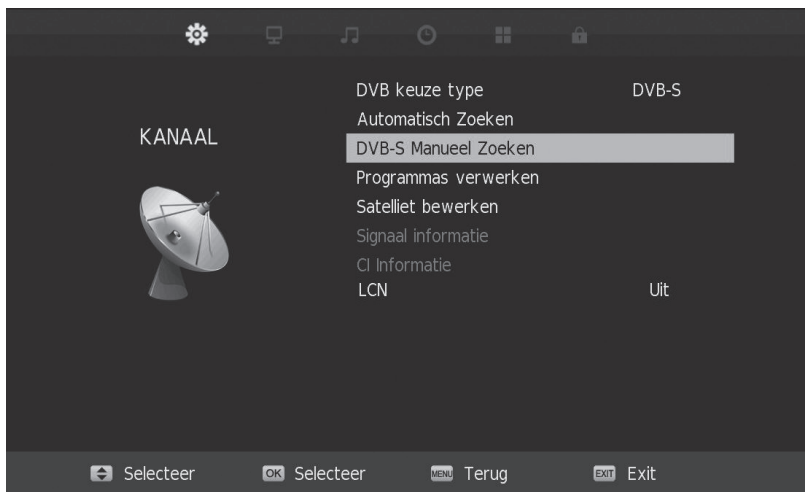 KANAAL
DVB keuze type DVB-S
Automatisch Zoeken
DVB-S Manueel Zoeken
Programmas verwerken
Satelliet bewerken
Signaal informatie
CI Informatie
LCN Uit
Selecteer OK Selecteer MENU Terug EXIT Exit